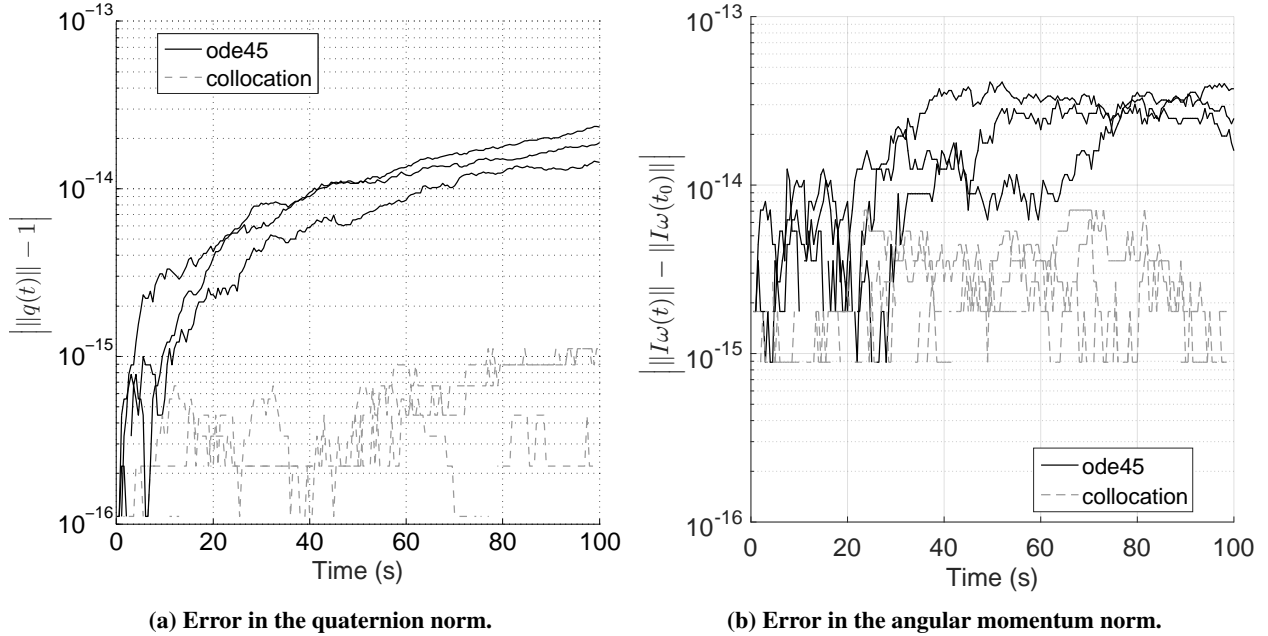 10^-13
10^-14
10^-15
10^-16
| ||q(t)|| − 1 |
ode45
collocation
0 20 40 60 80 100
Time (s)
(a) Error in the quaternion norm.
10^-13
10^-14
10^-15
10^-16
| ||Iω(t)|| − ||Iω(t₀)|| |
ode45
collocation
0 20 40 60 80 100
Time (s)
(b) Error in the angular momentum norm.